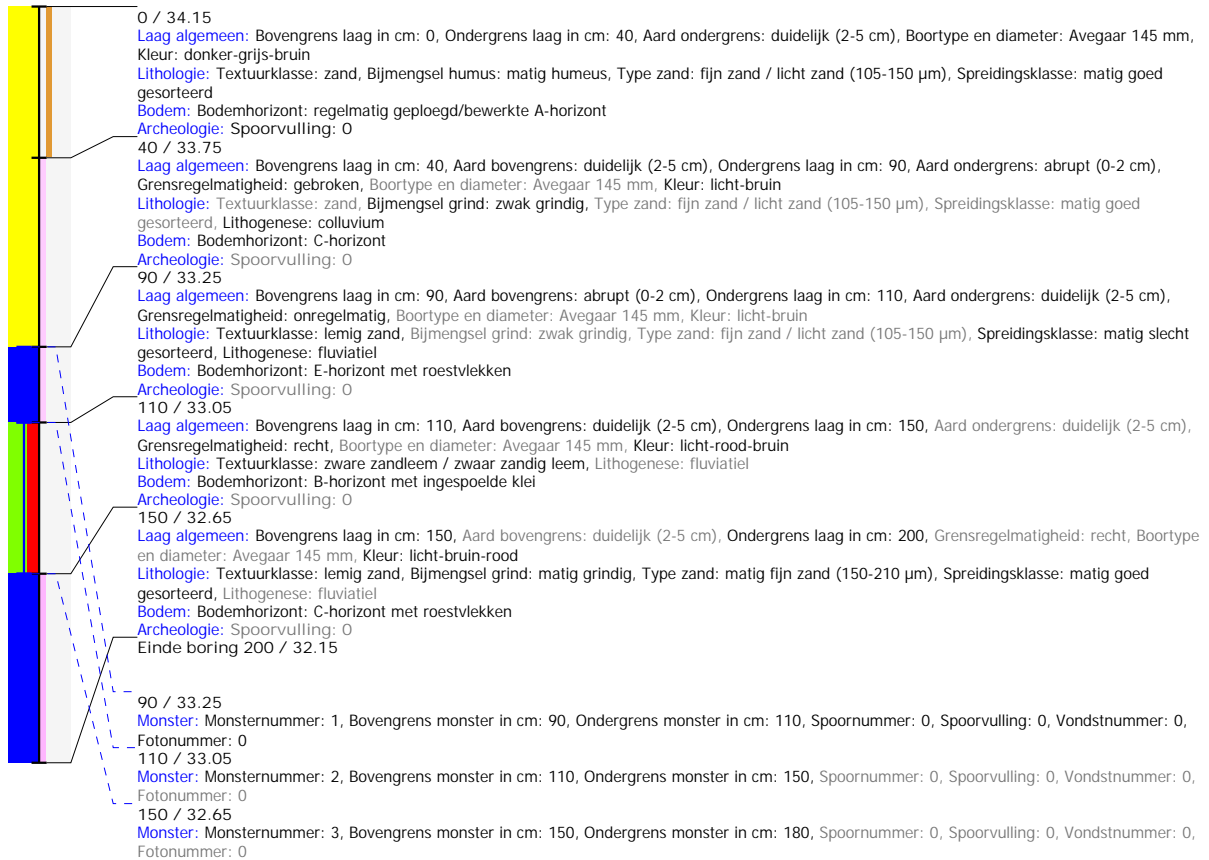 0 / 34.15
Laag algemeen: Bovengrens laag in cm: 0, Ondergrens laag in cm: 40, Aard ondergrens: duidelijk (2-5 cm), Boortype en diameter: Avegaar 145 mm,
Kleur: donker-grijs-bruin
Lithologie: Textuurklasse: zand, Bijmengsel humus: matig humeus, Type zand: fijn zand / licht zand (105-150 µm), Spreidingsklasse: matig goed
gesorteerd
Bodem: Bodemhorizont: regelmatig geploegd/bewerkte A-horizont
Archeologie: Spoorvulling: 0
40 / 33.75
Laag algemeen: Bovengrens laag in cm: 40, Aard bovengrens: duidelijk (2-5 cm), Ondergrens laag in cm: 90, Aard ondergrens: abrupt (0-2 cm),
Grensregelmatigheid: gebroken, Boortype en diameter: Avegaar 145 mm, Kleur: licht-bruin
Lithologie: Textuurklasse: zand, Bijmengsel grind: zwak grindig, Type zand: fijn zand / licht zand (105-150 µm), Spreidingsklasse: matig goed
gesorteerd, Lithogenese: colluvium
Bodem: Bodemhorizont: C-horizont
Archeologie: Spoorvulling: 0
90 / 33.25
Laag algemeen: Bovengrens laag in cm: 90, Aard bovengrens: abrupt (0-2 cm), Ondergrens laag in cm: 110, Aard ondergrens: duidelijk (2-5 cm),
Grensregelmatigheid: onregelmatig, Boortype en diameter: Avegaar 145 mm, Kleur: licht-bruin
Lithologie: Textuurklasse: lemig zand, Bijmengsel grind: zwak grindig, Type zand: fijn zand / licht zand (105-150 µm), Spreidingsklasse: matig slecht
gesorteerd, Lithogenese: fluviatiel
Bodem: Bodemhorizont: E-horizont met roestvlekken
Archeologie: Spoorvulling: 0
110 / 33.05
Laag algemeen: Bovengrens laag in cm: 110, Aard bovengrens: duidelijk (2-5 cm), Ondergrens laag in cm: 150, Aard ondergrens: duidelijk (2-5 cm),
Grensregelmatigheid: recht, Boortype en diameter: Avegaar 145 mm, Kleur: licht-rood-bruin
Lithologie: Textuurklasse: zware zandleem / zwaar zandig leem, Lithogenese: fluviatiel
Bodem: Bodemhorizont: B-horizont met ingespoelde klei
Archeologie: Spoorvulling: 0
150 / 32.65
Laag algemeen: Bovengrens laag in cm: 150, Aard bovengrens: duidelijk (2-5 cm), Ondergrens laag in cm: 200, Grensregelmatigheid: recht, Boortype
en diameter: Avegaar 145 mm, Kleur: licht-bruin-rood
Lithologie: Textuurklasse: lemig zand, Bijmengsel grind: matig grindig, Type zand: matig fijn zand (150-210 µm), Spreidingsklasse: matig goed
gesorteerd, Lithogenese: fluviatiel
Bodem: Bodemhorizont: C-horizont met roestvlekken
Archeologie: Spoorvulling: 0
Einde boring 200 / 32.15
90 / 33.25
Monster: Monsternummer: 1, Bovengrens monster in cm: 90, Ondergrens monster in cm: 110, Spoornummer: 0, Spoorvulling: 0, Vondstnummer: 0,
Fotonummer: 0
110 / 33.05
Monster: Monsternummer: 2, Bovengrens monster in cm: 110, Ondergrens monster in cm: 150, Spoornummer: 0, Spoorvulling: 0, Vondstnummer: 0,
Fotonummer: 0
150 / 32.65
Monster: Monsternummer: 3, Bovengrens monster in cm: 150, Ondergrens monster in cm: 180, Spoornummer: 0, Spoorvulling: 0, Vondstnummer: 0,
Fotonummer: 0